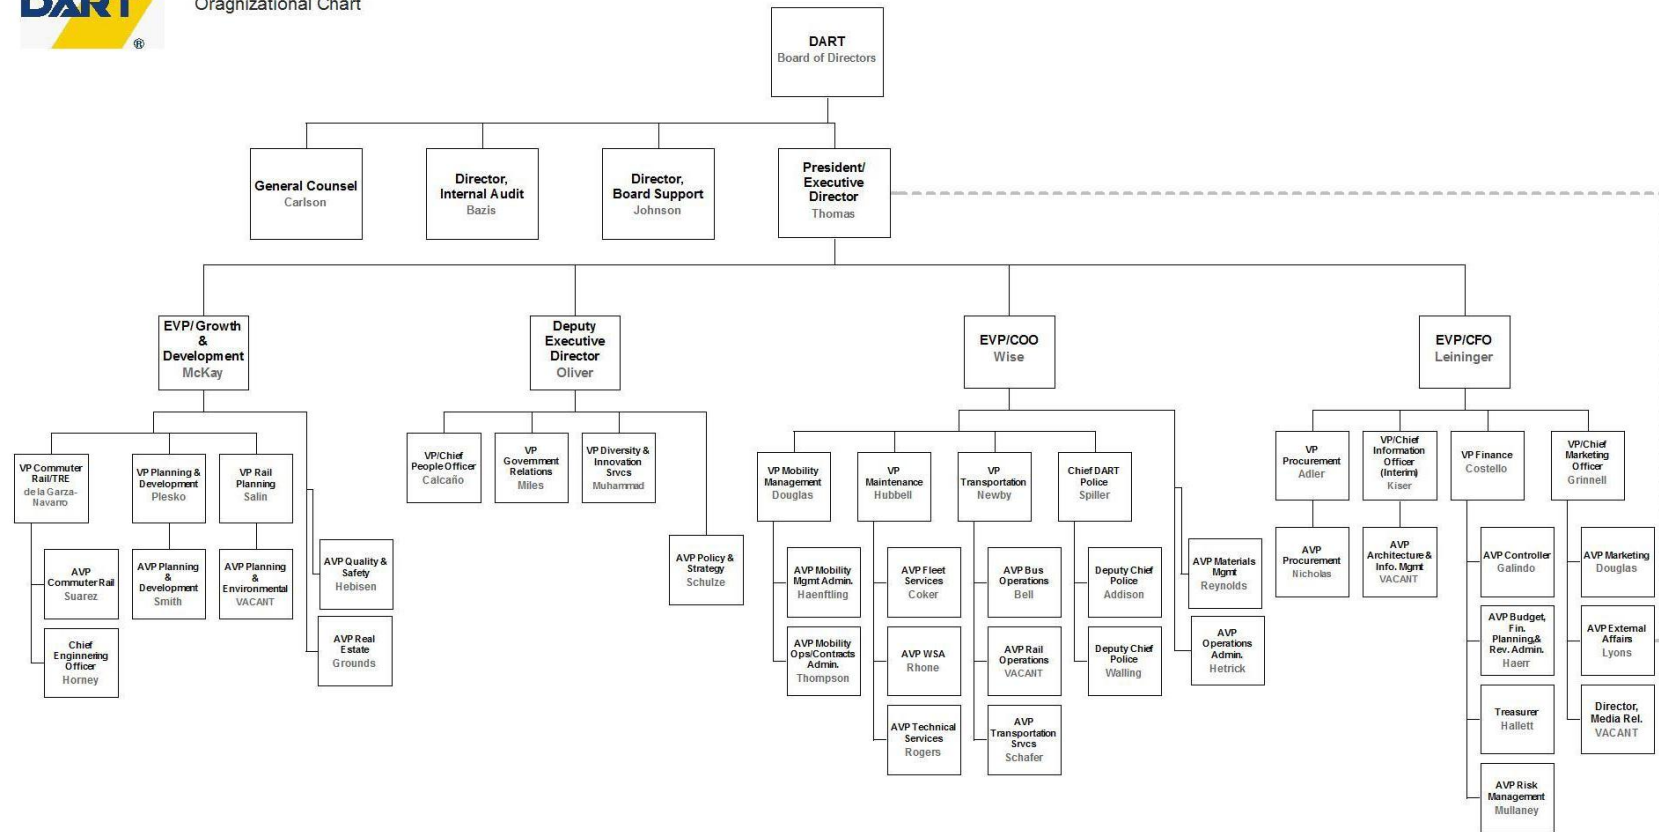 DART
®
Oragnizational Chart
DART
Board of Directors
General Counsel
Carlson
Director,
Internal Audit
Bazis
Director,
Board Support
Johnson
President/
Executive
Director
Thomas
EVP/Growth
&
Development
McKay
Deputy
Executive
Director
Oliver
EVP/COO
Wise
EVP/CFO
Leininger
VP Commuter
Rail/TRE
de la Garza-
Navarro
VP Planning &
Development
Plesko
VP Rail
Planning
Salin
VP/Chief
People Officer
Calcaño
VP
Government
Relations
Miles
VP Diversity &
Innovation
Srvcs
Muhammad
VP Mobility
Management
Douglas
VP
Maintenance
Hubbell
VP
Transportation
Newby
Chief DART
Police
Spiller
VP
Procurement
Adler
VP/Chief
Information
Officer
(Interim)
Kiser
VP Finance
Costello
VP/Chief
Marketing
Officer
Grinnell
AVP
Commuter Rail
Suarez
AVP Planning
&
Development
Smith
AVP Planning
&
Environmental
VACANT
AVP Quality &
Safety
Hebisen
AVP Policy &
Strategy
Schulze
AVP Mobility
Mgmt Admin.
Haenftling
AVP Fleet
Services
Coker
AVP Bus
Operations
Bell
Deputy Chief
Police
Addison
AVP Materials
Mgmt
Reynolds
AVP
Procurement
Nicholas
AVP
Architecture &
Info. Mgmt
VACANT
AVP Controller
Galindo
AVP Marketing
Douglas
Chief
Enginnering
Officer
Horney
AVP Real
Estate
Grounds
AVP Mobility
Ops/Contracts
Admin.
Thompson
AVP WSA
Rhone
AVP Rail
Operations
VACANT
Deputy Chief
Police
Walling
AVP
Operations
Admin.
Hetrick
AVP Budget,
Fin.
Planning,&
Rev. Admin.
Haerr
AVP External
Affairs
Lyons
AVP Technical
Services
Rogers
AVP
Transportation
Srvcs
Schafer
Treasurer
Hallett
Director,
Media Rel.
VACANT
AVP Risk
Management
Mullaney